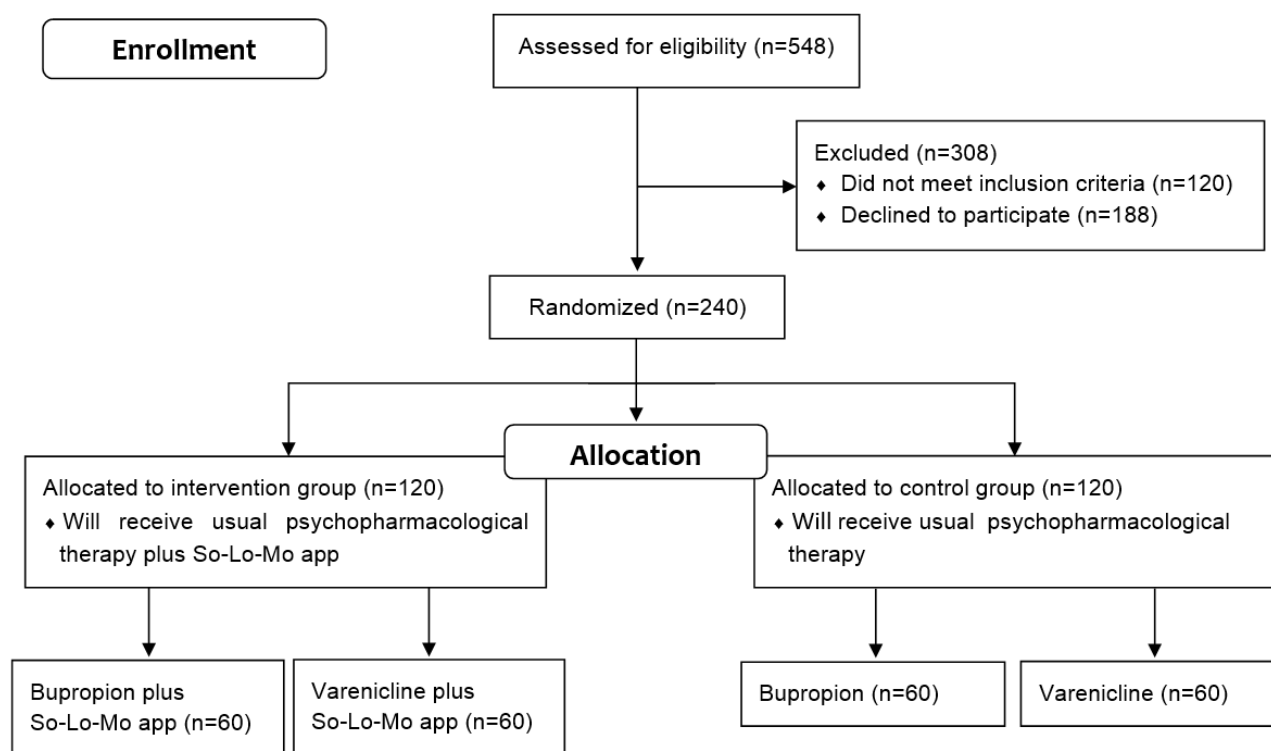 Enrollment
Assessed for eligibility (n=548)
Excluded (n=308)
♦ Did not meet inclusion criteria (n=120)
♦ Declined to participate (n=188)
Randomized (n=240)
Allocation
Allocated to intervention group (n=120)
♦ Will receive usual psychopharmacological
therapy plus So-Lo-Mo app
Allocated to control group (n=120)
♦ Will receive usual psychopharmacological
therapy
Bupropion plus
So-Lo-Mo app (n=60)
Varenicline plus
So-Lo-Mo app (n=60)
Bupropion (n=60)
Varenicline (n=60)